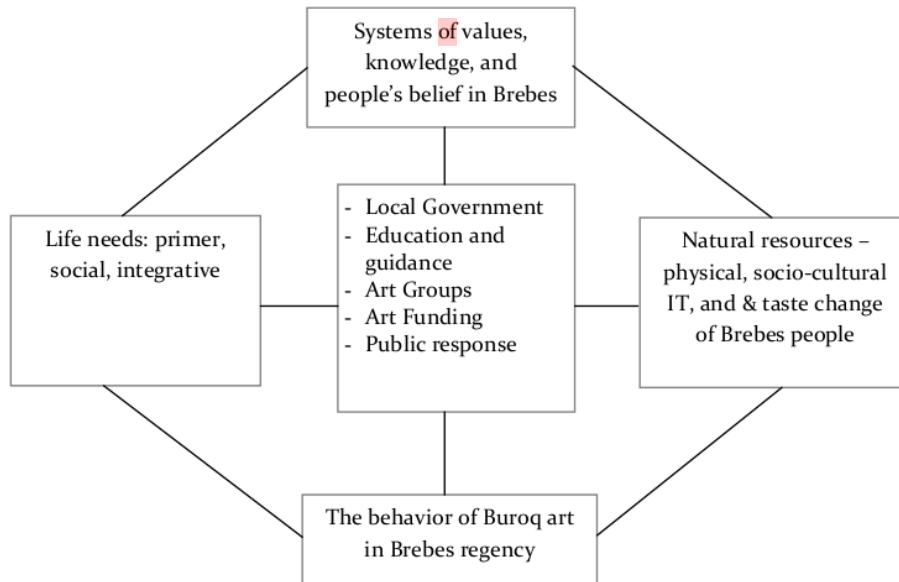 Systems of values,
knowledge, and
people's belief in Brebes
Life needs: primer,
social, integrative
- Local Government
- Education and
guidance
- Art Groups
- Art Funding
- Public response
Natural resources –
physical, socio-cultural
IT, and & taste change
of Brebes people
The behavior of Buroq art
in Brebes regency